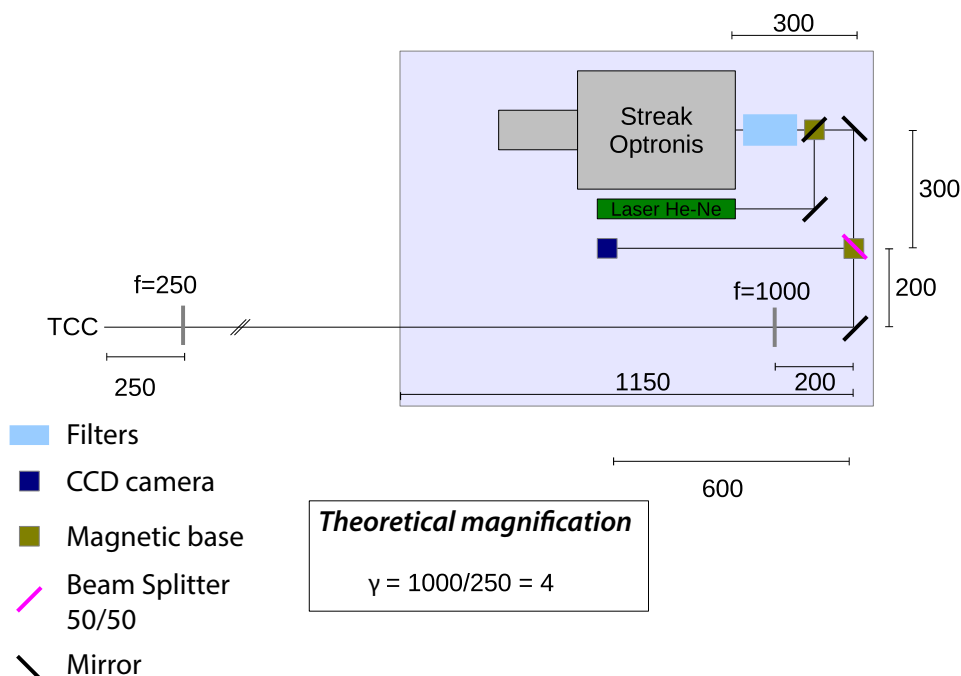 300
Streak
Optronis
300
Laser He-Ne
f=250
f=1000
200
TCC
250
1150
200
Filters
CCD camera
600
Theoretical magnification
Magnetic base
γ = 1000/250 = 4
Beam Splitter
50/50
Mirror